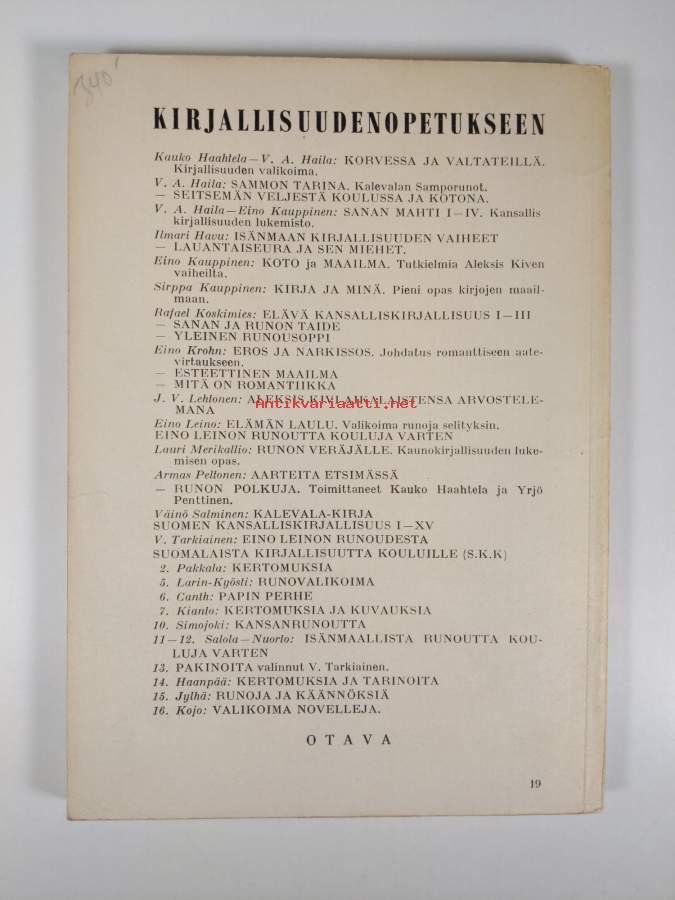 340'
KIRJALLISUUDENOPETUKSEEN
Kauko Haahtela—V. A. Haila: KORVESSA JA VALTATEILLÄ.
Kirjallisuuden valikoima.
V. A. Haila: SAMMON TARINA. Kalevalan Samporunot.
— SEITSEMÄN VELJESTÄ KOULUSSA JA KOTONA.
V. A. Haila—Eino Kauppinen: SANAN MAHTI I—IV. Kansallis
kirjallisuuden lukemisto.
Ilmari Havu: ISÄNMAAN KIRJALLISUUDEN VAIHEET
— LAUANTAISEURA JA SEN MIEHET.
Eino Kauppinen: KOTO ja MAAILMA. Tutkielmia Aleksis Kiven
vaiheilta.
Sirppa Kauppinen: KIRJA JA MINÄ. Pieni opas kirjojen maail-
maan.
Rafael Koskimies: ELÄVÄ KANSALLISKIRJALLISUUS I—III
— SANAN JA RUNON TAIDE
— YLEINEN RUNOUSOPPI
Eino Krohn: EROS JA NARKISSOS. Johdatus romanttiseen aate-
virtaukseen.
— ESTEETTINEN MAAILMA
— MITÄ ON ROMANTIIKKA
J. V. Lehtonen: ALEKSIS KIVI AIKALAISTENSA ARVOSTELE-
MANA
Antikvariaatti.net
Eino Leino: ELÄMÄN LAULU. Valikoima runoja selityksin.
EINO LEINON RUNOUTTA KOULUJA VARTEN
Lauri Merikallio: RUNON VERÄJÄLLE. Kaunokirjallisuuden luke-
misen opas.
Armas Peltonen: AARTEITA ETSIMÄSSÄ
— RUNON POLKUJA. Toimittaneet Kauko Haahtela ja Yrjö
Penttinen.
Väinö Salminen: KALEVALA-KIRJA
SUOMEN KANSALLISKIRJALLISUUS I—XV
V. Tarkiainen: EINO LEINON RUNOUDESTA
SUOMALAISTA KIRJALLISUUTTA KOULUILLE (S.K.K)
2. Pakkala: KERTOMUKSIA
5. Larin-Kyösti: RUNOVALIKOIMA
6. Canth: PAPIN PERHE
7. Kianto: KERTOMUKSIA JA KUVAUKSIA
10. Simojoki: KANSANRUNOUTTA
11—12. Salola—Nuorto: ISÄNMAALLISTA RUNOUTTA KOU-
LUJA VARTEN
13. PAKINOITA valinnut V. Tarkiainen.
14. Haanpää: KERTOMUKSIA JA TARINOITA
15. Jylhä: RUNOJA JA KÄÄNNÖKSIÄ
16. Kojo: VALIKOIMA NOVELLEJA.
OTAVA
19